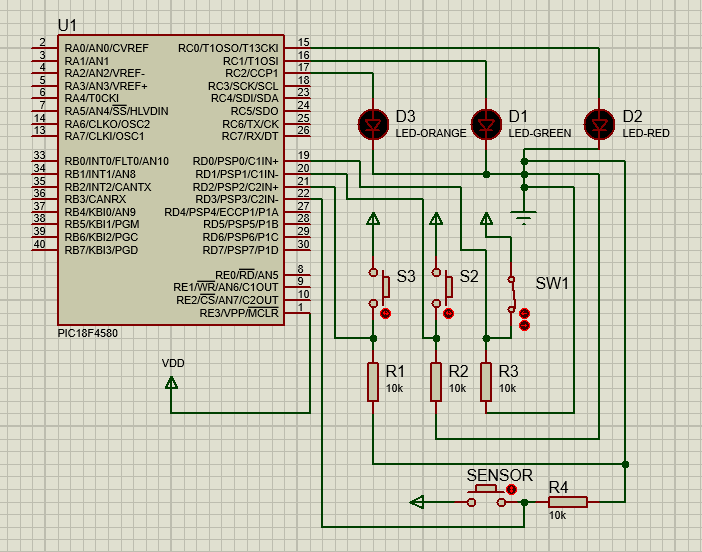 U1
2 RA0/AN0/CVREF RC0/T1OSO/T13CKI 15
3 RA1/AN1 RC1/T1OSI 16
4 RA2/AN2/VREF- RC2/CCP1 17
5 RA3/AN3/VREF+ RC3/SCK/SCL 18
6 RA4/T0CKI RC4/SDI/SDA 23
7 RA5/AN4/SS/HLVDIN RC5/SDO 24
14 RA6/CLKO/OSC2 RC6/TX/CK 25
13 RA7/CLKI/OSC1 RC7/RX/DT 26
33 RB0/INT0/FLT0/AN10 RD0/PSP0/C1IN+ 19
34 RB1/INT1/AN8 RD1/PSP1/C1IN- 20
35 RB2/INT2/CANTX RD2/PSP2/C2IN+ 21
36 RB3/CANRX RD3/PSP3/C2IN- 22
37 RB4/KBI0/AN9 RD4/PSP4/ECCP1/P1A 27
38 RB5/KBI1/PGM RD5/PSP5/P1B 28
39 RB6/KBI2/PGC RD6/PSP6/P1C 29
40 RB7/KBI3/PGD RD7/PSP7/P1D 30
RE0/RD/AN5 8
RE1/WR/AN6/C1OUT 9
RE2/CS/AN7/C2OUT 10
RE3/VPP/MCLR 1
PIC18F4580
D3
LED-ORANGE
D1
LED-GREEN
D2
LED-RED
S3
S2
SW1
VDD
R1
10k
R2
10k
R3
10k
SENSOR
R4
10k